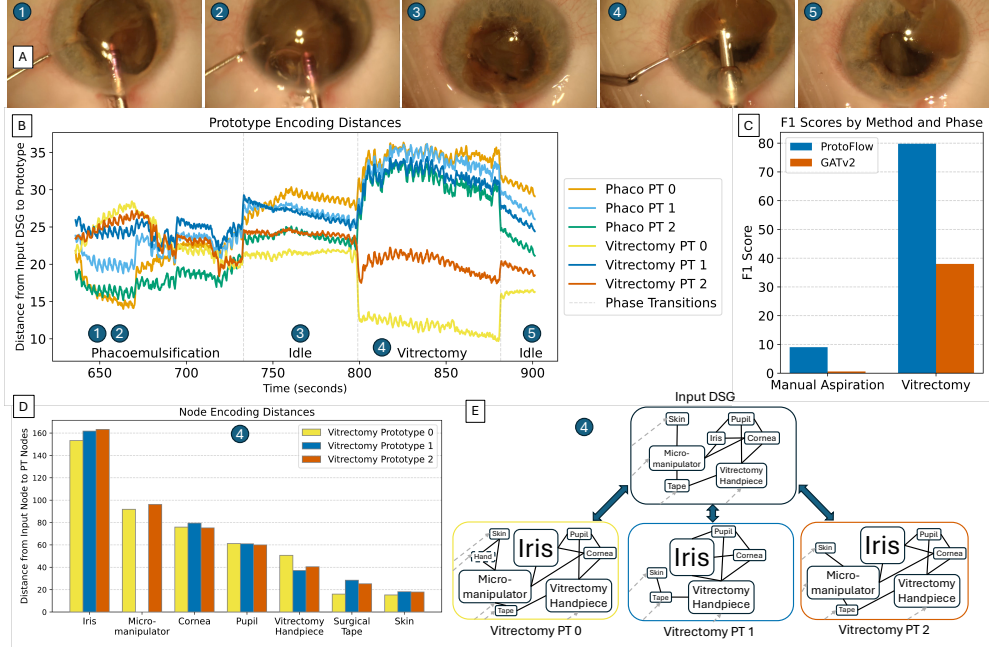 1
2
3
4
5
A
B
Prototype Encoding Distances
Distance from Input DSG to Prototype
35
30
25
20
15
10
1 2
3
4
5
Phacoemulsification
Idle
Vitrectomy
Idle
650
700
750
800
850
900
Time (seconds)
Phaco PT 0
Phaco PT 1
Phaco PT 2
Vitrectomy PT 0
Vitrectomy PT 1
Vitrectomy PT 2
Phase Transitions
C
F1 Scores by Method and Phase
F1 Score
80
70
60
50
40
30
20
10
0
ProtoFlow
GATv2
Manual Aspiration
Vitrectomy
D
Node Encoding Distances
Distance from Input Node to PT Nodes
160
140
120
100
80
60
40
20
0
4
Vitrectomy Prototype 0
Vitrectomy Prototype 1
Vitrectomy Prototype 2
Iris
Micro-
manipulator
Cornea
Pupil
Vitrectomy
Handpiece
Surgical
Tape
Skin
E
4
Input DSG
Skin
Pupil
Iris
Cornea
Micro-
manipulator
Vitrectomy
Handpiece
Tape
Skin
Hand
Iris
Pupil
Cornea
Micro-
manipulator
Vitrectomy
Handpiece
Tape
Vitrectomy PT 0
Pupil
Iris
Cornea
Skin
Vitrectomy
Handpiece
Tape
Vitrectomy PT 1
Skin
Iris
Pupil
Cornea
Micro-
manipulator
Vitrectomy
Handpiece
Tape
Vitrectomy PT 2